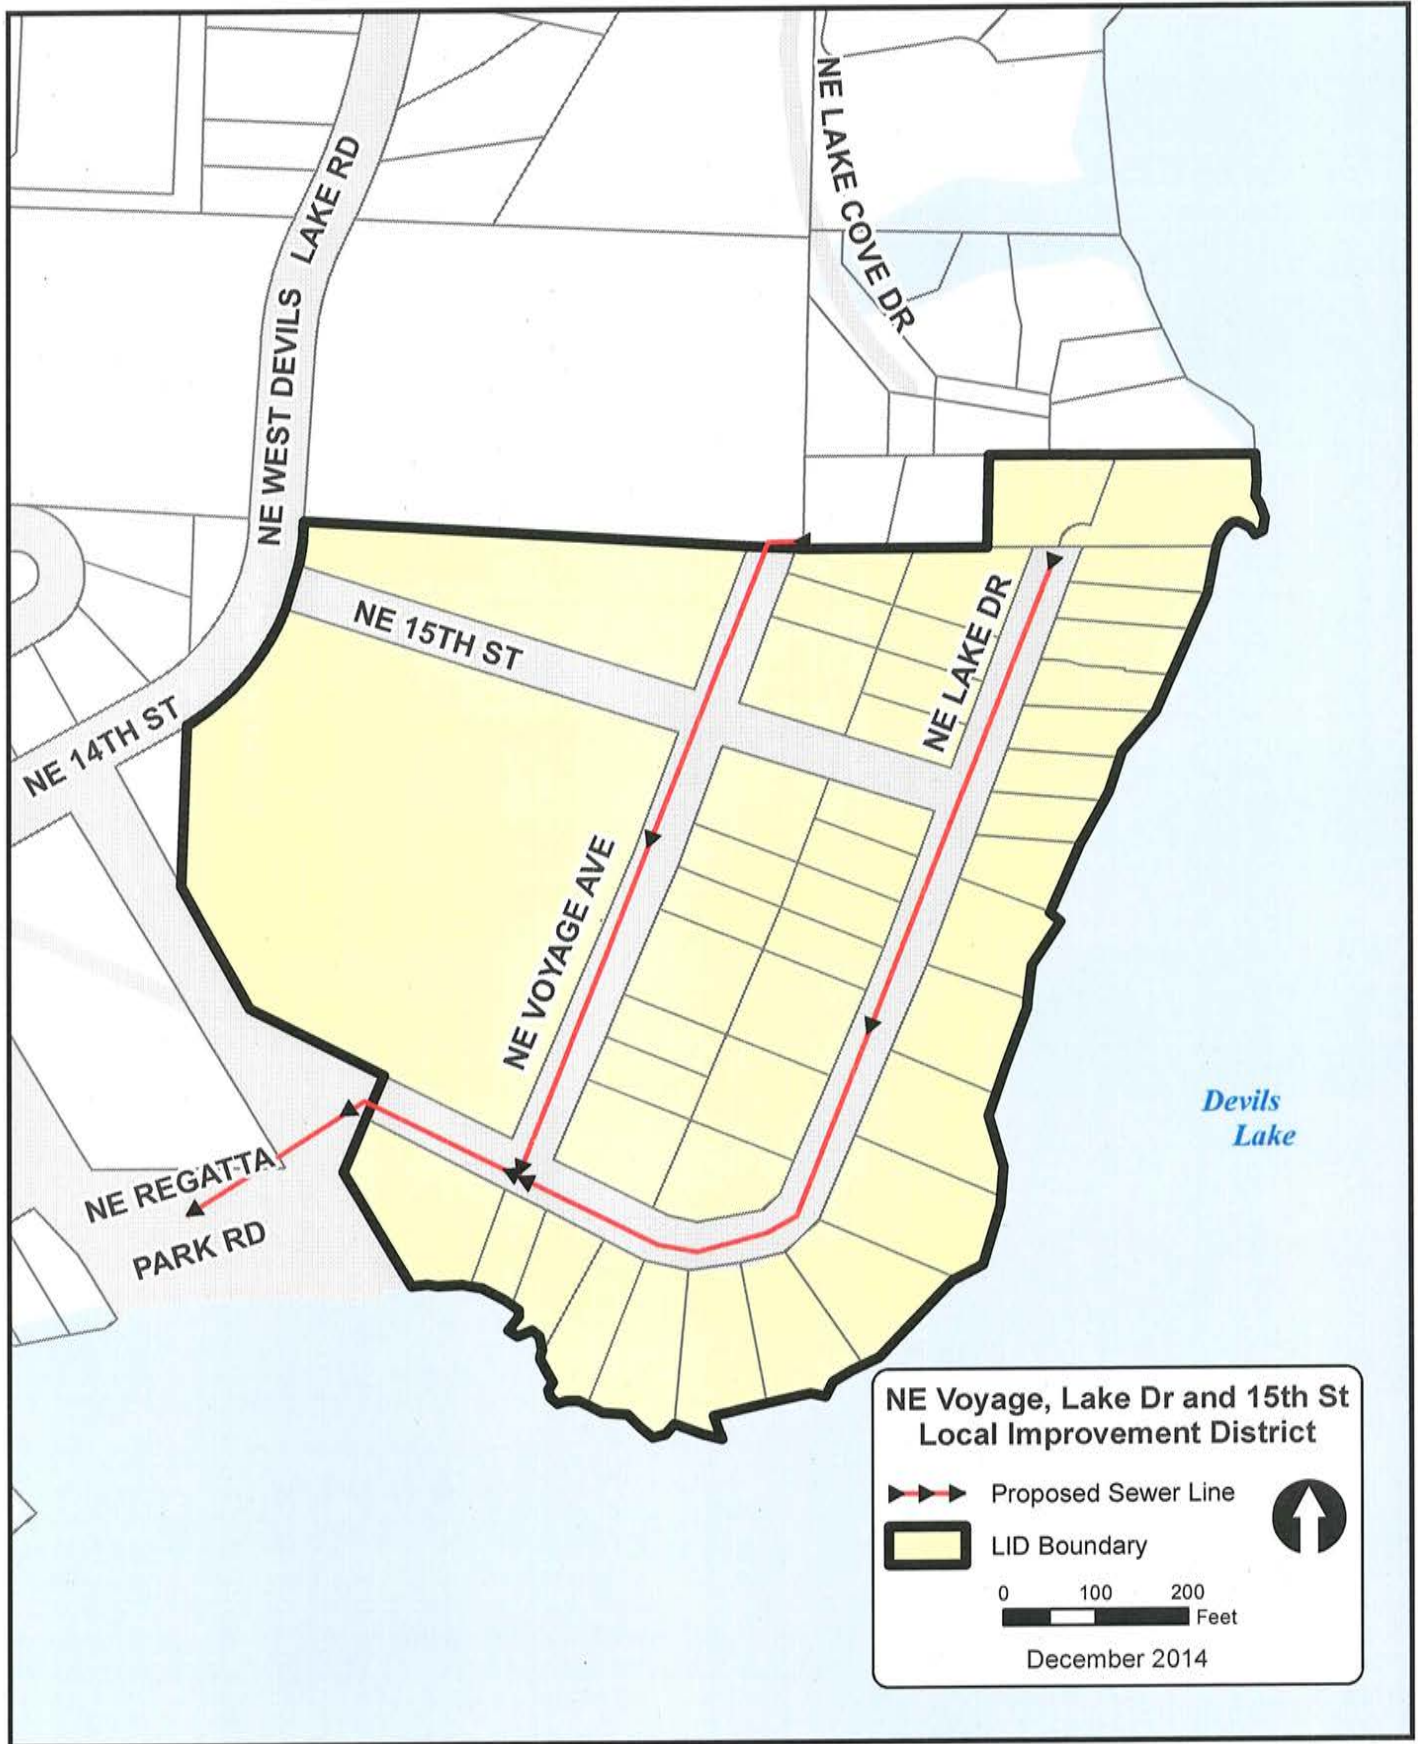 NE LAKE COVE DR
NE WEST DEVILS LAKE RD
NE 15TH ST
NE LAKE DR
NE 14TH ST
NE VOYAGE AVE
Devils
Lake
NE REGATTA
PARK RD
NE Voyage, Lake Dr and 15th St
Local Improvement District
Proposed Sewer Line
LID Boundary
0 100 200
Feet
December 2014